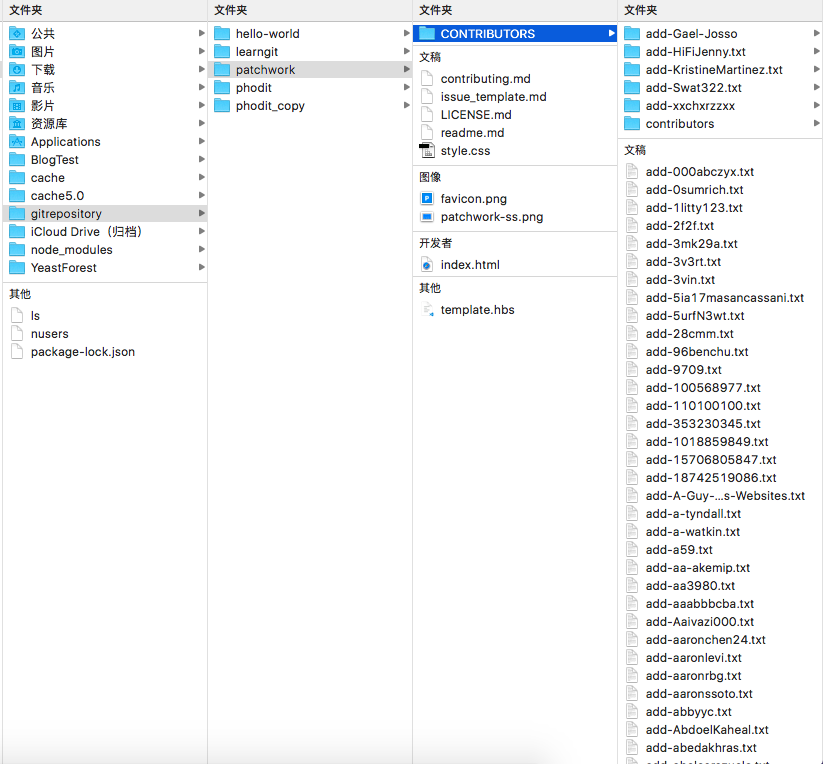 文件夹
公共
图片
下载
音乐
影片
资源库
Applications
BlogTest
cache
cache5.0
gitrepository
iCloud Drive（归档）
node_modules
YeastForest
其他
ls
nusers
package-lock.json
文件夹
hello-world
learngit
patchwork
phodit
phodit_copy
文件夹
CONTRIBUTORS
文稿
contributing.md
issue_template.md
LICENSE.md
readme.md
style.css
图像
favicon.png
patchwork-ss.png
开发者
index.html
其他
template.hbs
文件夹
add-Gael-Josso
add-HiFiJenny.txt
add-KristineMartinez.txt
add-Swat322.txt
add-xxchxrzzxx
contributors
文稿
add-000abczyx.txt
add-0sumrich.txt
add-1litty123.txt
add-2f2f.txt
add-3mk29a.txt
add-3v3rt.txt
add-3vin.txt
add-5ia17masancassani.txt
add-5urfN3wt.txt
add-28cmm.txt
add-96benchu.txt
add-9709.txt
add-100568977.txt
add-110100100.txt
add-353230345.txt
add-1018859849.txt
add-15706805847.txt
add-18742519086.txt
add-A-Guy-...s-Websites.txt
add-a-tyndall.txt
add-a-watkin.txt
add-a59.txt
add-aa-akemip.txt
add-aa3980.txt
add-aaabbbcba.txt
add-Aaivazi000.txt
add-aaronchen24.txt
add-aaronlevi.txt
add-aaronrbg.txt
add-aaronssoto.txt
add-abbyyc.txt
add-AbdoelKaheal.txt
add-abedakhras.txt